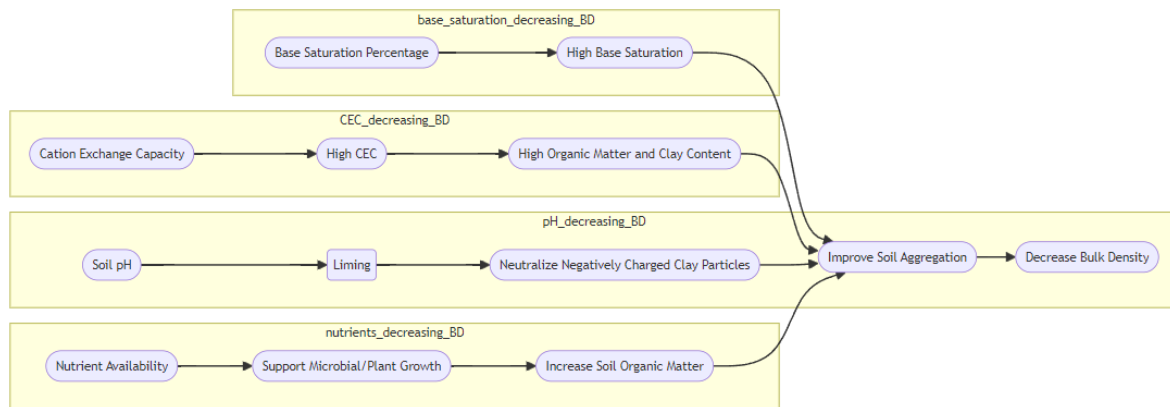 base_saturation_decreasing_BD
Base Saturation Percentage
High Base Saturation
CEC_decreasing_BD
Cation Exchange Capacity
High CEC
High Organic Matter and Clay Content
pH_decreasing_BD
Soil pH
Liming
Neutralize Negatively Charged Clay Particles
Improve Soil Aggregation
Decrease Bulk Density
nutrients_decreasing_BD
Nutrient Availability
Support Microbial/Plant Growth
Increase Soil Organic Matter